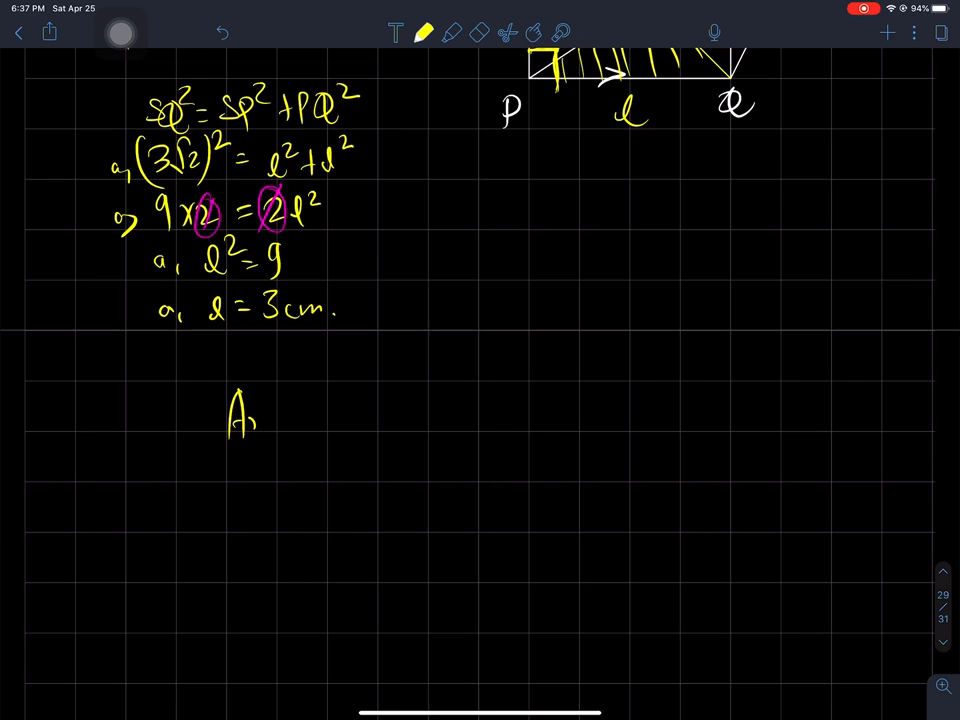 6:37 PM Sat Apr 25
94%
T
SQ² = SP² + PQ²
a, (3√2)² = l² + l²
a, 9 × 2 = 2l²
a, l² = 9
a, l = 3 cm.
P l Q
A
29
/
31